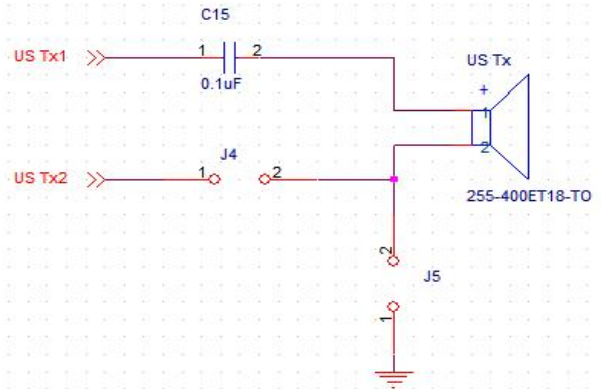 C15
US Tx1
1
2
0.1uF
US Tx
+
1
2
255-400ET18-TO
J4
US Tx2
1
2
2
J5
1